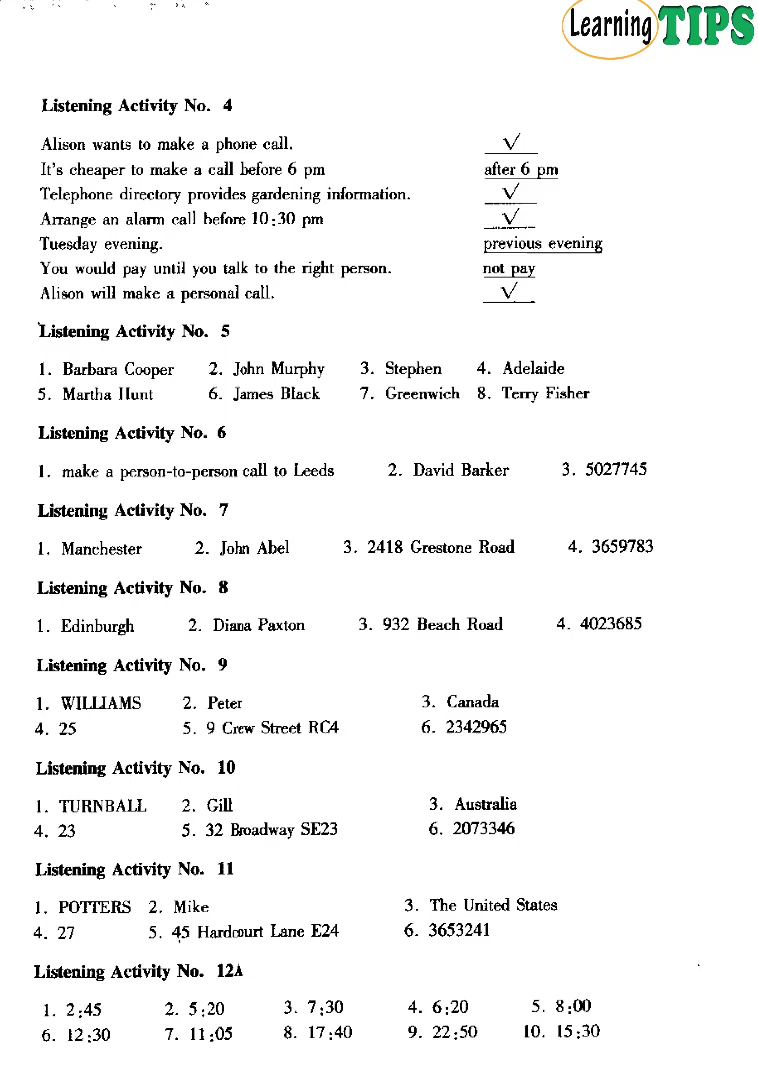 Learning TIPS
Listening Activity No. 4
Alison wants to make a phone call. √
It's cheaper to make a call before 6 pm after 6 pm
Telephone directory provides gardening information. √
Arrange an alarm call before 10:30 pm √
Tuesday evening. previous evening
You would pay until you talk to the right person. not pay
Alison will make a personal call. √
Listening Activity No. 5
1. Barbara Cooper 2. John Murphy 3. Stephen 4. Adelaide
5. Martha Hunt 6. James Black 7. Greenwich 8. Terry Fisher
Listening Activity No. 6
1. make a person-to-person call to Leeds 2. David Barker 3. 5027745
Listening Activity No. 7
1. Manchester 2. John Abel 3. 2418 Grestone Road 4. 3659783
Listening Activity No. 8
1. Edinburgh 2. Diana Paxton 3. 932 Beach Road 4. 4023685
Listening Activity No. 9
1. WILLIAMS 2. Peter 3. Canada
4. 25 5. 9 Crew Street RC4 6. 2342965
Listening Activity No. 10
1. TURNBALL 2. Gill 3. Australia
4. 23 5. 32 Broadway SE23 6. 2073346
Listening Activity No. 11
1. POTTERS 2. Mike 3. The United States
4. 27 5. 45 Hardcourt Lane E24 6. 3653241
Listening Activity No. 12A
1. 2:45 2. 5:20 3. 7:30 4. 6:20 5. 8:00
6. 12:30 7. 11:05 8. 17:40 9. 22:50 10. 15:30